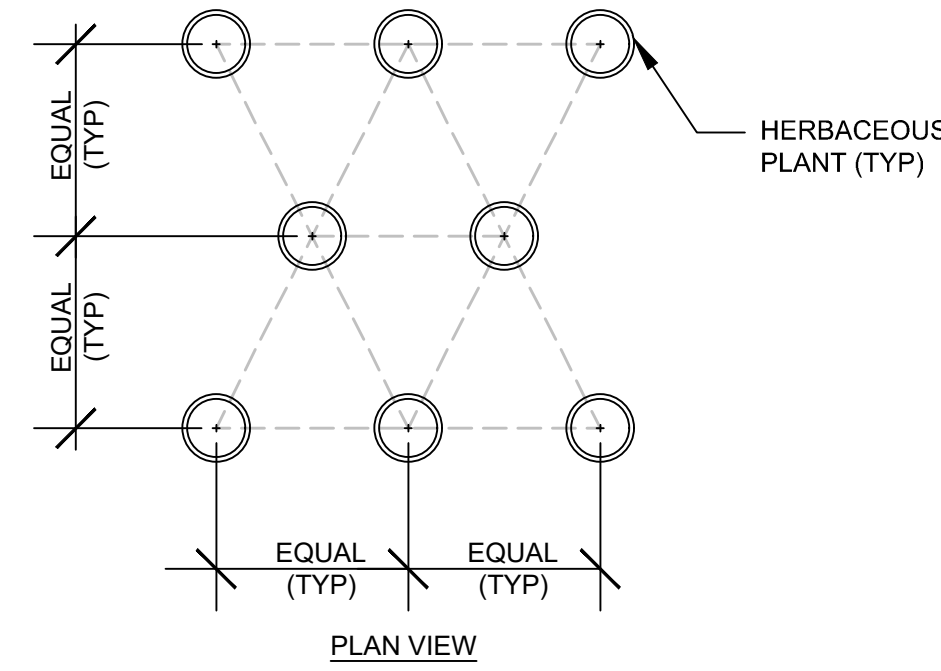 EQUAL
(TYP)
HERBACEOUS
PLANT (TYP)
EQUAL
(TYP)
EQUAL
(TYP)
EQUAL
(TYP)
PLAN VIEW